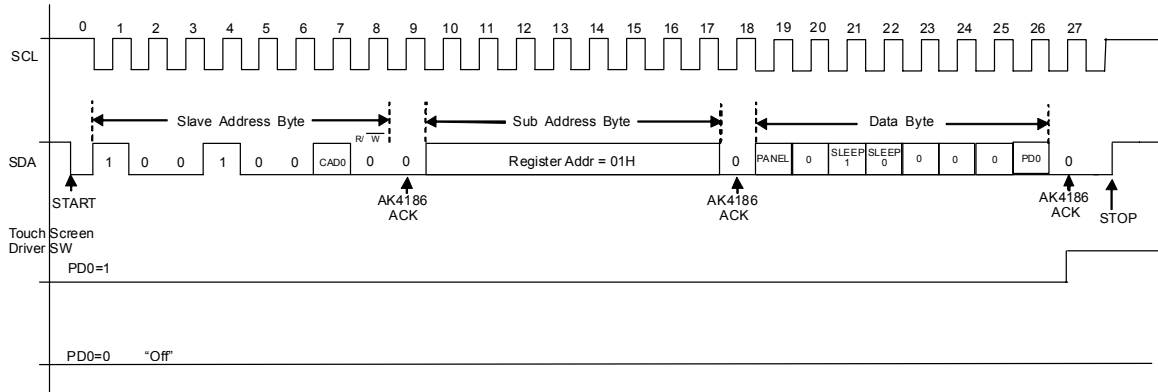 0 1 2 3 4 5 6 7 8 9 10 11 12 13 14 15 16 17 18 19 20 21 22 23 24 25 26 27
SCL
Slave Address Byte Sub Address Byte Data Byte
R/ W
SDA 1 0 0 1 0 0 CAD0 0 0 Register Addr = 01H 0 PANEL 0 SLEEP 1 SLEEP 0 0 0 0 PD0 0
START AK4186 ACK AK4186 ACK AK4186 ACK STOP
Touch Screen
Driver SW
PD0=1
PD0=0 "Off"